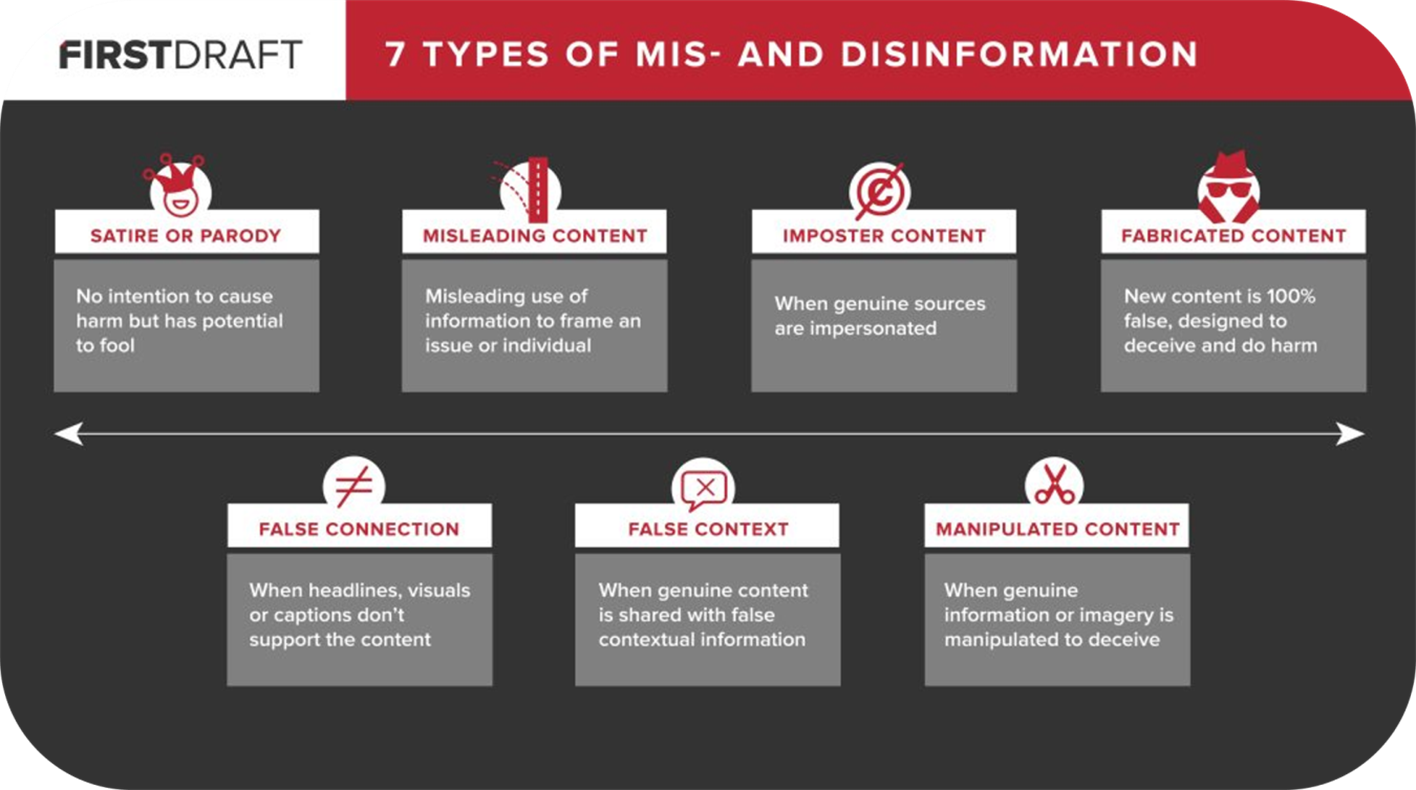 FIRSTDRAFT
7 TYPES OF MIS- AND DISINFORMATION
SATIRE OR PARODY
No intention to cause
harm but has potential
to fool
MISLEADING CONTENT
Misleading use of
information to frame an
issue or individual
IMPOSTER CONTENT
When genuine sources
are impersonated
FABRICATED CONTENT
New content is 100%
false, designed to
deceive and do harm
FALSE CONNECTION
When headlines, visuals
or captions don’t
support the content
FALSE CONTEXT
When genuine content
is shared with false
contextual information
MANIPULATED CONTENT
When genuine
information or imagery is
manipulated to deceive